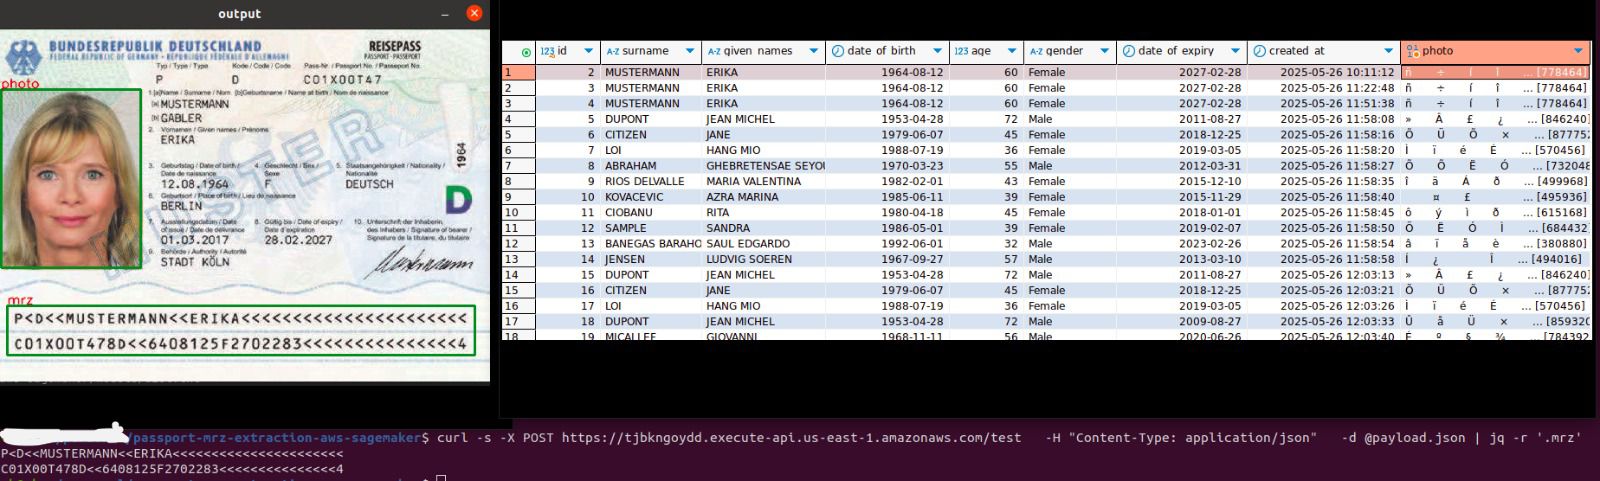 output
BUNDESREPUBLIK DEUTSCHLAND
FEDERAL REPUBLIC OF GERMANY • RÉPUBLIQUE FÉDÉRALE D'ALLEMAGNE
REISEPASS
PASSPORT • PASSEPORT
Typ / Type / Type Kode / Code / Code Pass-Nr. / Passport No. / Passeport No.
P D C01X00T47
photo
1.[a]Name / Surname / Nom [b]Geburtsname / Name at birth / Nom de naissance
[a] MUSTERMANN
[b] GABLER
2. Vornamen / Given names / Prénoms
ERIKA
3. Geburtstag / Date of birth / Date de naissance
4. Geschlecht / Sex / Sexe
5. Staatsangehörigkeit / Nationality / Nationalité
12.08.1964 F DEUTSCH
1964
6. Geburtsort / Place of birth / Lieu de naissance
BERLIN
D
7. Ausstellungsdatum / Date of issue / Date de délivrance
8. Gültig bis / Date of expiry / Date d'expiration
10. Unterschrift der Inhaberin, des Inhabers / Signature of bearer / Signature de la titulaire, du titulaire
01.03.2017 28.02.2027
9. Behörde / Authority / Autorité
STADT KÖLN
Mustermann
MUSTER
mrz
P<D<<MUSTERMANN<<ERIKA<<<<<<<<<<<<<<<<<<<<<<
C01X00T478D<<6408125F2702283<<<<<<<<<<<<<<<4
123 id A-Z surname A-Z given names date of birth 123 age A-Z gender date of expiry created at photo
1 2 MUSTERMANN ERIKA 1964-08-12 60 Female 2027-02-28 2025-05-26 10:11:12 ñ ÷ í Î ... [778464]
2 3 MUSTERMANN ERIKA 1964-08-12 60 Female 2027-02-28 2025-05-26 11:22:48 ñ ÷ í î ... [778464]
3 4 MUSTERMANN ERIKA 1964-08-12 60 Female 2027-02-28 2025-05-26 11:51:38 ñ ÷ í î ... [778464]
4 5 DUPONT JEAN MICHEL 1953-04-28 72 Male 2011-08-27 2025-05-26 11:58:08 » Â £ ¿ ... [846240]
5 6 CITIZEN JANE 1979-06-07 45 Female 2018-12-25 2025-05-26 11:58:16 Õ Ü Õ × ... [87775
6 7 LOI HANG MIO 1988-07-19 36 Female 2019-03-05 2025-05-26 11:58:20 Ì ï é É ... [570456]
7 8 ABRAHAM GHEBRETENSAE SEYOU 1970-03-23 55 Male 2012-03-31 2025-05-26 11:58:27 Õ Õ Ë Ó ... [732048
8 9 RIOS DELVALLE MARIA VALENTINA 1982-02-01 43 Female 2015-12-10 2025-05-26 11:58:35 î ä Á ð ... [499968]
9 10 KOVACEVIC AZRA MARINA 1985-06-11 39 Female 2015-11-29 2025-05-26 11:58:40 ¤ £ ... [495936]
10 11 CIOBANU RITA 1980-04-18 45 Female 2018-01-01 2025-05-26 11:58:45 ô ý ì ð ... [615168]
11 12 SAMPLE SANDRA 1986-05-01 39 Female 2019-02-07 2025-05-26 11:58:50 Ö Ë Ó Ì ... [684432
12 13 BANEGAS BARAHO SAUL EDGARDO 1992-06-01 32 Male 2023-02-26 2025-05-26 11:58:54 â ï å è ... [380880]
13 14 JENSEN LUDVIG SOEREN 1967-09-27 57 Male 2013-03-10 2025-05-26 11:58:58 Í ¿ Î ... [494016]
14 15 DUPONT JEAN MICHEL 1953-04-28 72 Male 2011-08-27 2025-05-26 12:03:13 » Â £ ¿ ... [846240]
15 16 CITIZEN JANE 1979-06-07 45 Female 2018-12-25 2025-05-26 12:03:21 Õ Ü Õ × ... [87775
16 17 LOI HANG MIO 1988-07-19 36 Female 2019-03-05 2025-05-26 12:03:26 Ì ï é É ... [570456]
17 18 DUPONT JEAN MICHEL 1953-04-28 72 Male 2009-08-27 2025-05-26 12:03:33 Û å Ü × ... [85932
18 19 MICALLEF GIOVANNI 1968-11-11 56 Male 2020-06-26 2025-05-26 12:03:40 É º § ¾ ... [784392
/passport-mrz-extraction-aws-sagemaker$ curl -s -X POST https://tjbkngoydd.execute-api.us-east-1.amazonaws.com/test -H "Content-Type: application/json" -d @payload.json | jq -r '.mrz'
P<D<<MUSTERMANN<<ERIKA<<<<<<<<<<<<<<<<<<<<<<
C01X00T478D<<6408125F2702283<<<<<<<<<<<<<<<4